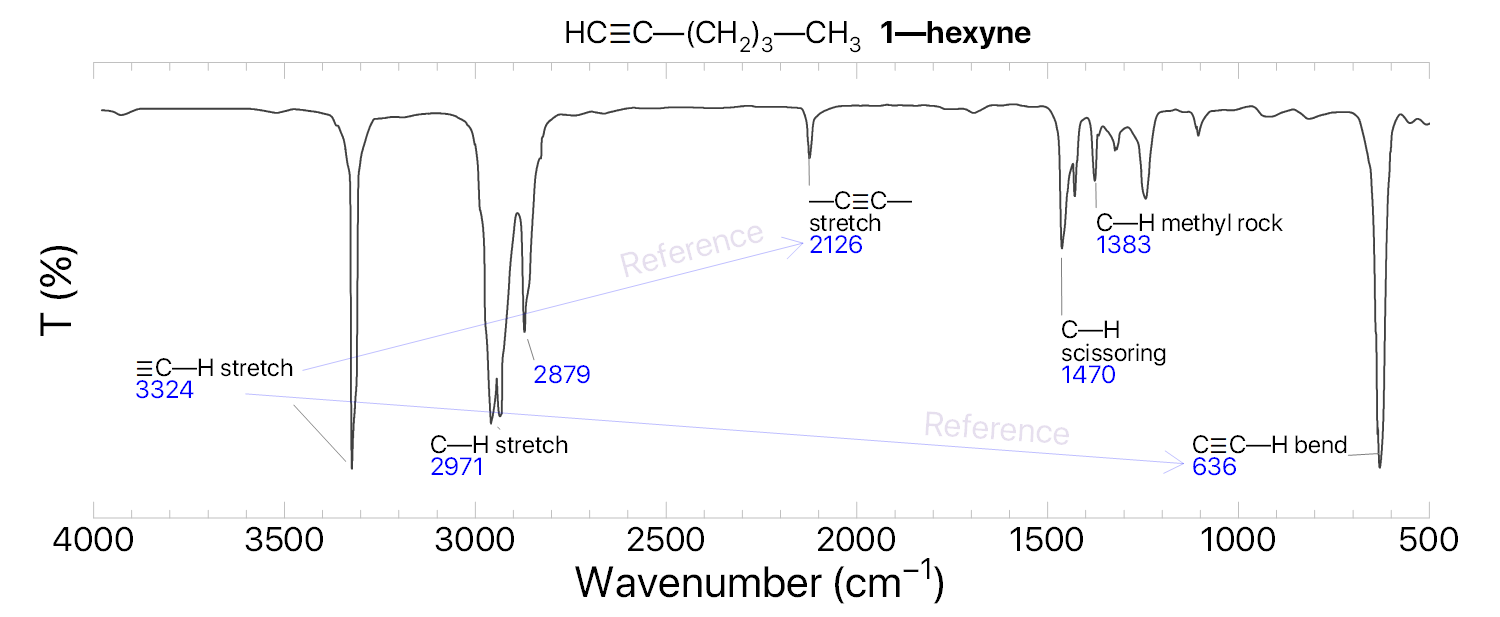 HC≡C—(CH₂)₃—CH₃ 1—hexyne
T (%)
Reference
—C≡C—
stretch
2126
C—H methyl rock
1383
C—H
scissoring
1470
≡C—H stretch
3324
2879
C—H stretch
2971
Reference
C≡C—H bend
636
4000 3500 3000 2500 2000 1500 1000 500
Wavenumber (cm⁻¹)